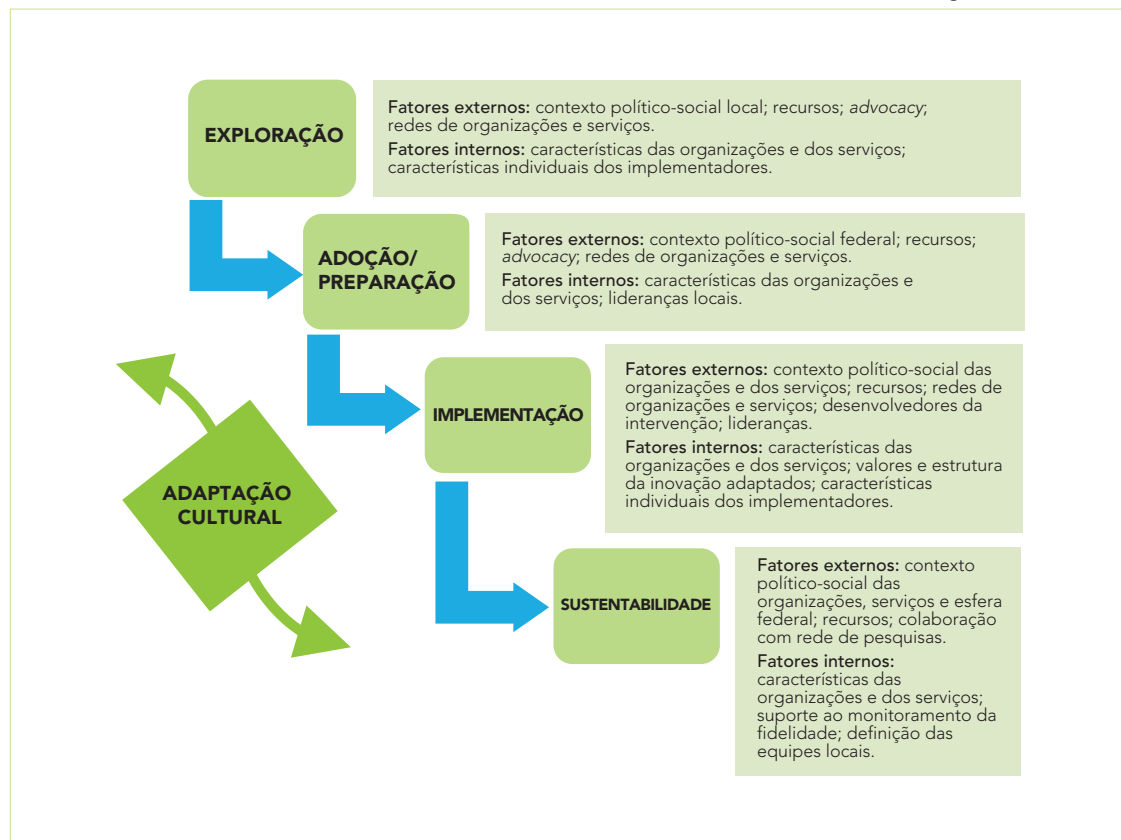 EXPLORAÇÃO
Fatores externos: contexto político-social local; recursos; advocacy;
redes de organizações e serviços.
Fatores internos: características das organizações e dos serviços;
características individuais dos implementadores.
ADOÇÃO/
PREPARAÇÃO
Fatores externos: contexto político-social federal; recursos;
advocacy; redes de organizações e serviços.
Fatores internos: características das organizações e
dos serviços; lideranças locais.
IMPLEMENTAÇÃO
Fatores externos: contexto político-social das
organizações e dos serviços; recursos; redes de
organizações e serviços; desenvolvedores da
intervenção; lideranças.
Fatores internos: características das
organizações e dos serviços; valores e estrutura
da inovação adaptados; características
individuais dos implementadores.
ADAPTAÇÃO
CULTURAL
SUSTENTABILIDADE
Fatores externos: contexto
político-social das
organizações, serviços e esfera
federal; recursos; colaboração
com rede de pesquisas.
Fatores internos:
características das
organizações e dos serviços;
suporte ao monitoramento da
fidelidade; definição das
equipes locais.